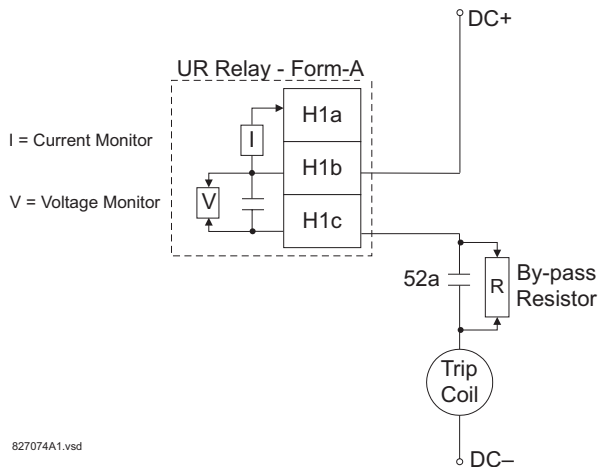 DC+
UR Relay - Form-A
H1a
I = Current Monitor
I
H1b
V = Voltage Monitor
V
H1c
52a
R
By-pass
Resistor
Trip
Coil
827074A1.vsd
DC–